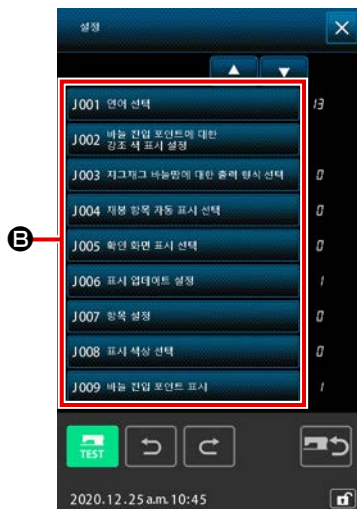 설정
J001 언어 선택 13
J002 바늘 진입 포인트에 대한
강조 색 표시 설정
J003 지그재그 바늘땀에 대한 출력 형식 선택 0
J004 재봉 항목 자동 표시 선택 0
B
J005 확인 화면 표시 선택 0
J006 표시 업데이트 설정 1
J007 항목 설정 0
J008 표시 색상 선택 0
J009 바늘 진입 포인트 표시 1
TEST
2020.12.25 a.m. 10:45